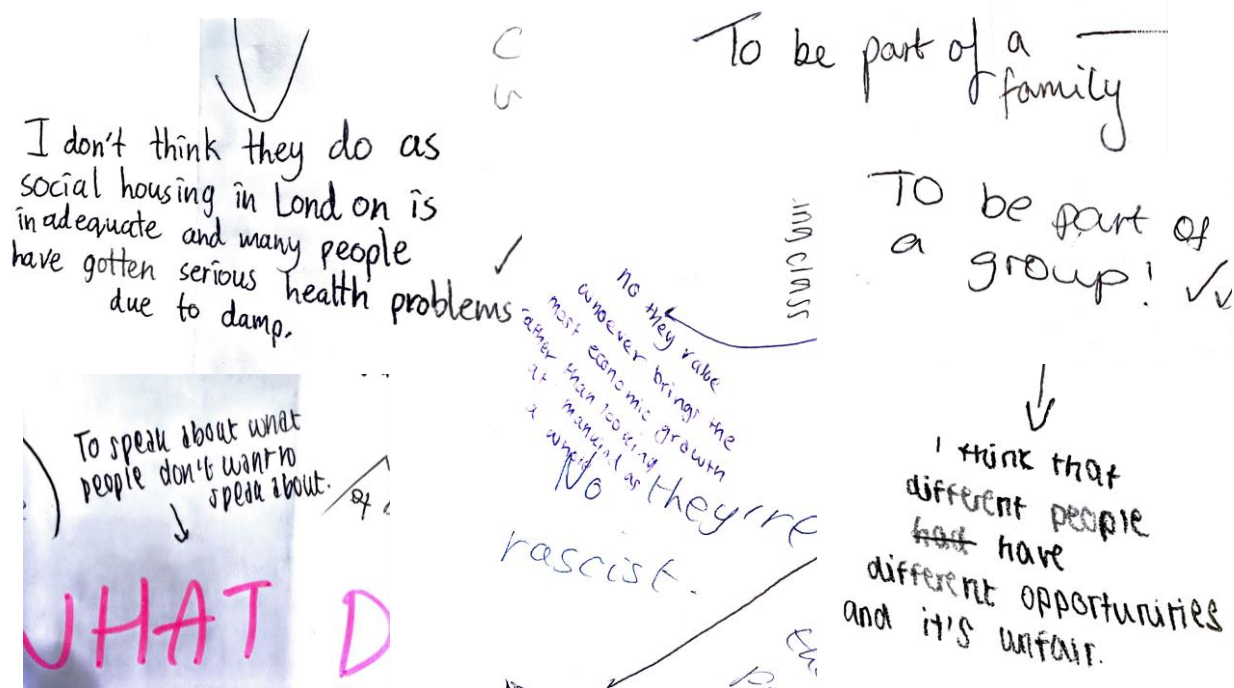 I don't think they do as
social housing in London is
inadequate and many people
have gotten serious health problems
due to damp.
To be part of a
family
TO be part of
a group!
ing class
no they value
whoever brings the
most economic growth
rather than looking
at mankind as
a whole
No they're
rascist.
To speak about what
people don't want to
speak about.
WHAT D
I think that
different people
had have
different opportunities
and it's unfair.